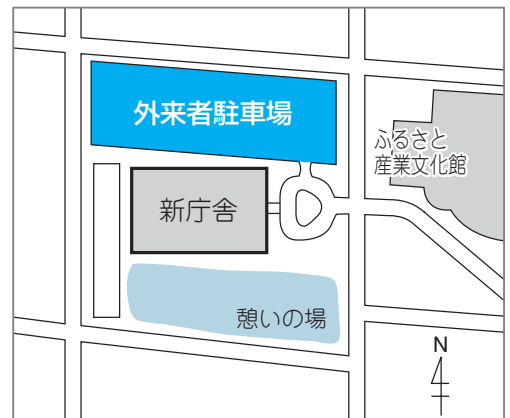 外来者駐車場
ふるさと
産業文化館
新庁舎
憩いの場
N